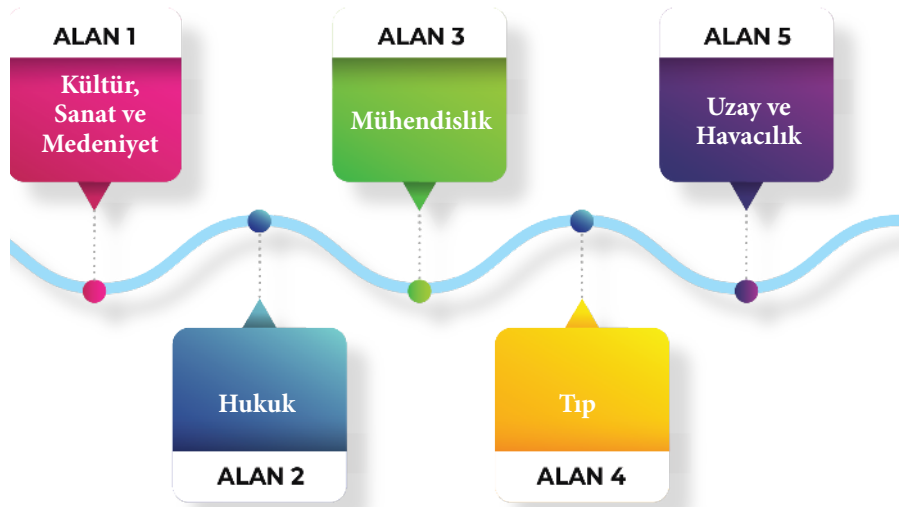 ALAN 1
Kültür,
Sanat ve
Medeniyet
Hukuk
ALAN 2
ALAN 3
Mühendislik
Tıp
ALAN 4
ALAN 5
Uzay ve
Havacılık